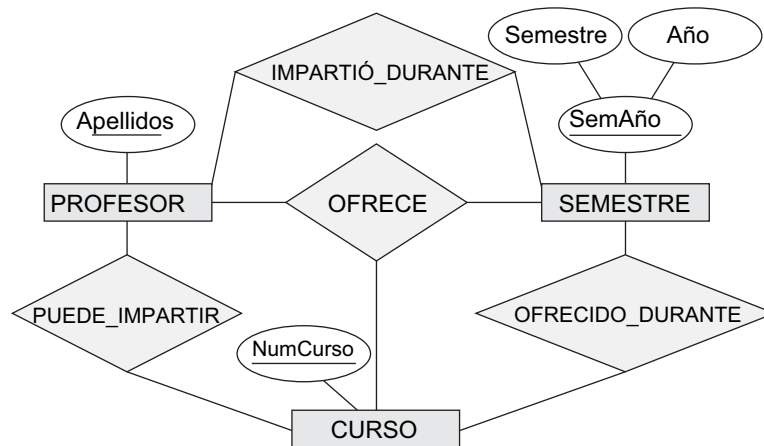 Semestre
Año
IMPARTIÓ_DURANTE
Apellidos
SemAño
PROFESOR
OFRECE
SEMESTRE
PUEDE_IMPARTIR
OFRECIDO_DURANTE
NumCurso
CURSO